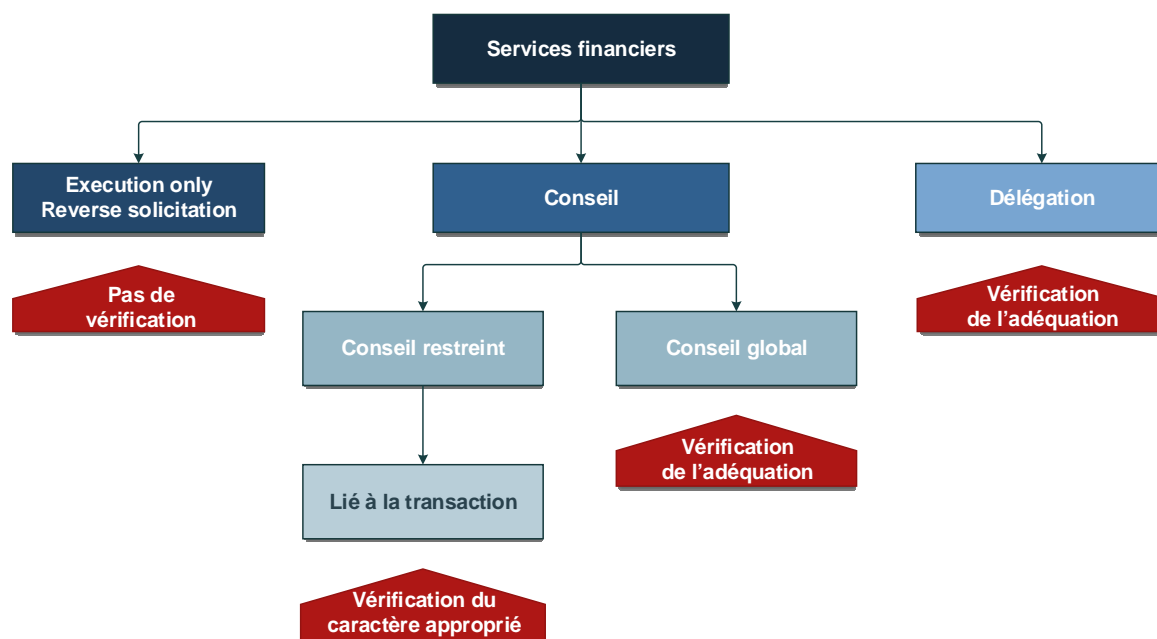 Services financiers
Execution only
Reverse solicitation
Conseil
Délégation
Pas de
vérification
Vérification
de l’adéquation
Conseil restreint
Conseil global
Vérification
de l’adéquation
Lié à la transaction
Vérification du
caractère approprié